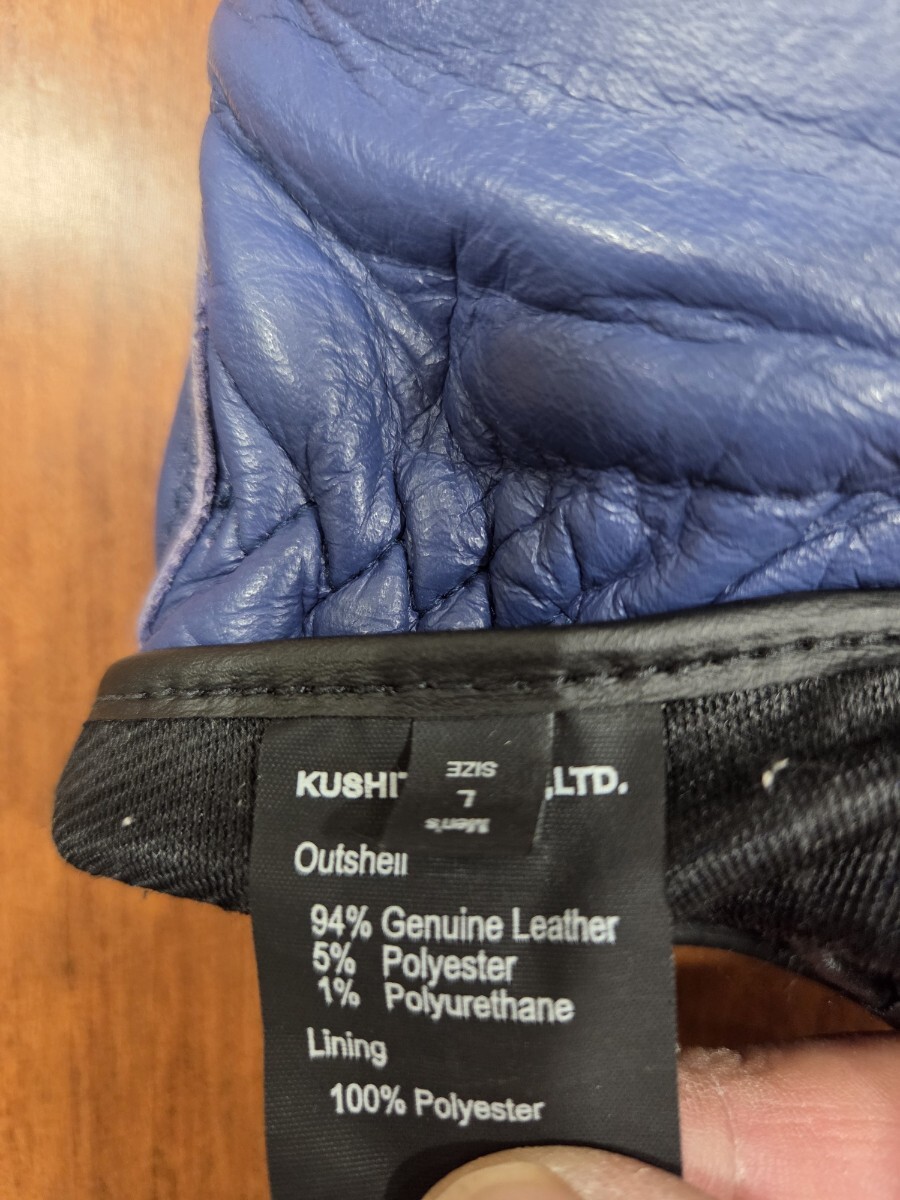 KUSHI ,LTD.
Outshell
94% Genuine Leather
5% Polyester
1% Polyurethane
Lining
100% Polyester
Men's
L
SIZE